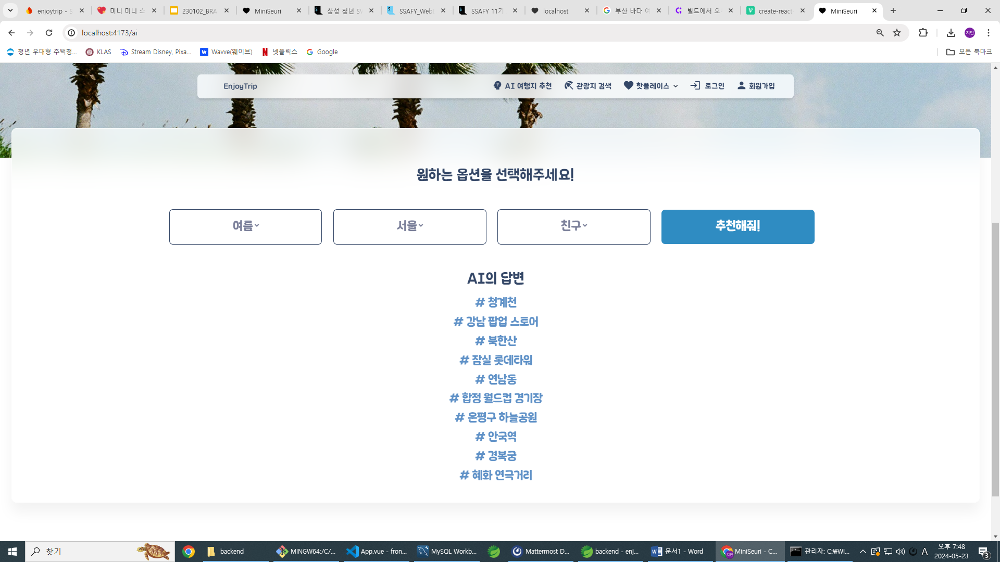 enjoytrip - S
미니 미니 스
230102_BRA
MiniSeuri
삼성 청년 SV
SSAFY_Webl
SSAFY 11기
localhost
부산 바다 여
빌드에서 오
create-react
MiniSeuri
localhost:4173/ai
지민
청년 우대형 주택청...
KLAS
Stream Disney, Pixa...
Wavve(웨이브)
넷플릭스
Google
모든 북마크
EnjoyTrip
AI 여행지 추천
관광지 검색
핫플레이스
로그인
회원가입
원하는 옵션을 선택해주세요!
여름
서울
친구
추천해줘!
AI의 답변
# 청계천
# 강남 팝업 스토어
# 북한산
# 잠실 롯데타워
# 연남동
# 합정 월드컵 경기장
# 은평구 하늘공원
# 안국역
# 경복궁
# 혜화 연극거리
찾기
backend
MINGW64:/C/...
App.vue - fron...
MySQL Workb...
Mattermost D...
backend - enj...
문서1 - Word
MiniSeuri - C...
관리자: C:₩Wi...
A
오후 7:48
2024-05-23
3